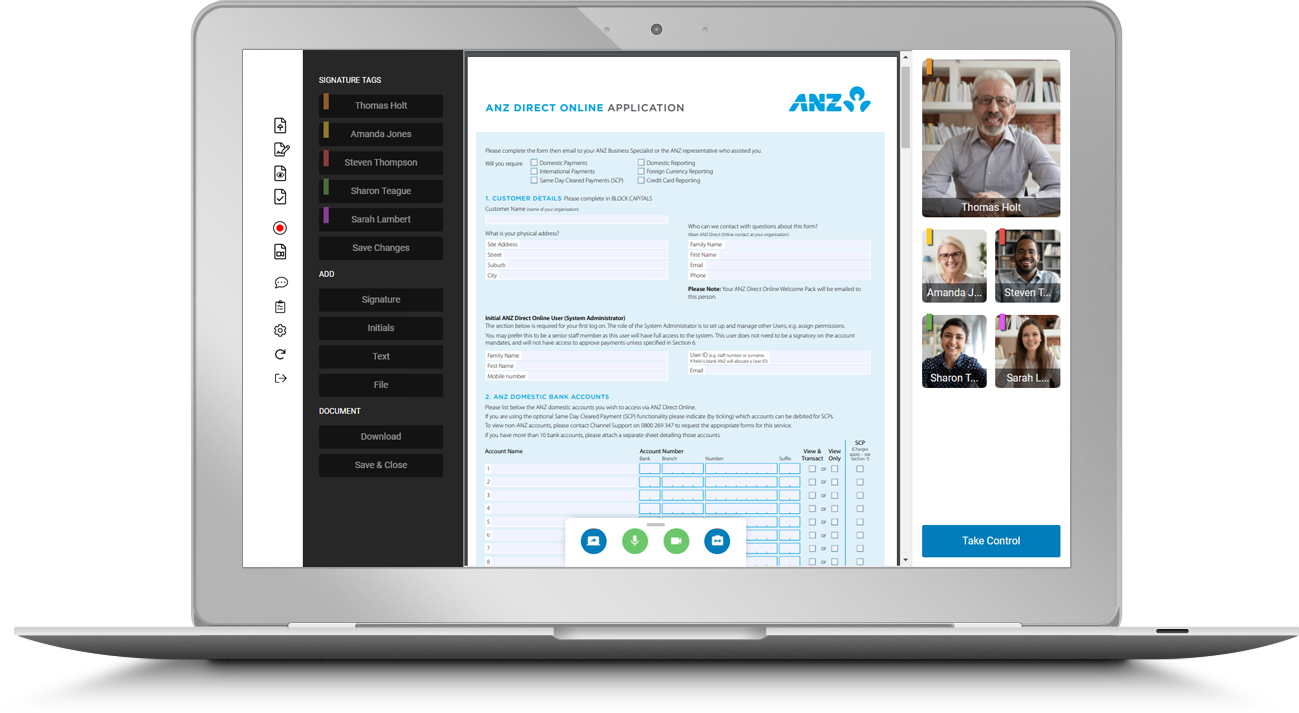 SIGNATURE TAGS
Thomas Holt
Amanda Jones
Steven Thompson
Sharon Teague
Sarah Lambert
Save Changes
ADD
Signature
Initials
Text
File
DOCUMENT
Download
Save & Close
ANZ DIRECT ONLINE APPLICATION
ANZ
Please complete the form then email to your ANZ Business Specialist or the ANZ representative who assisted you.
Will you require Domestic Payments Domestic Reporting
International Payments Foreign Currency Reporting
Same Day Cleared Payments (SCP) Credit Card Reporting
1. CUSTOMER DETAILS Please complete in BLOCK CAPITALS
Customer Name (name of your organisation)
What is your physical address?
Site Address
Street
Suburb
City
Who can we contact with questions about this form?
(Main ANZ Direct Online contact at your organisation)
Family Name
First Name
Email
Phone
Please Note: Your ANZ Direct Online Welcome Pack will be emailed to
this person.
Initial ANZ Direct Online User (System Administrator)
The section below is required for your first log on. The role of the System Administrator is to set up and manage other Users, e.g. assign permissions.
You may prefer this to be a senior staff member as this user will have full access to the system. This user does not need to be a signatory on the account
mandates, and will not have access to approve payments unless specified in Section 6.
Family Name
First Name
Mobile number
User ID (e.g. staff number or surname.
If field is blank ANZ will allocate a User ID)
Email
2. ANZ DOMESTIC BANK ACCOUNTS
Please list below the ANZ domestic accounts you wish to access via ANZ Direct Online.
If you are using the optional Same Day Cleared Payment (SCP) functionality please indicate (by ticking) which accounts can be debited for SCPs.
To view non-ANZ accounts, please contact Channel Support on 0800 269 347 to request the appropriate forms for this service.
If you have more than 10 bank accounts, please attach a separate sheet detailing those accounts.
Account Name
Account Number
Bank Branch Number Suffix
View &
Transact
View
Only
SCP
(Charges
apply – see
Section 7)
1 or
2 or
3 or
4 or
5 or
6 or
7 or
8 or
Thomas Holt
Amanda J...
Steven T...
Sharon T...
Sarah L...
Take Control